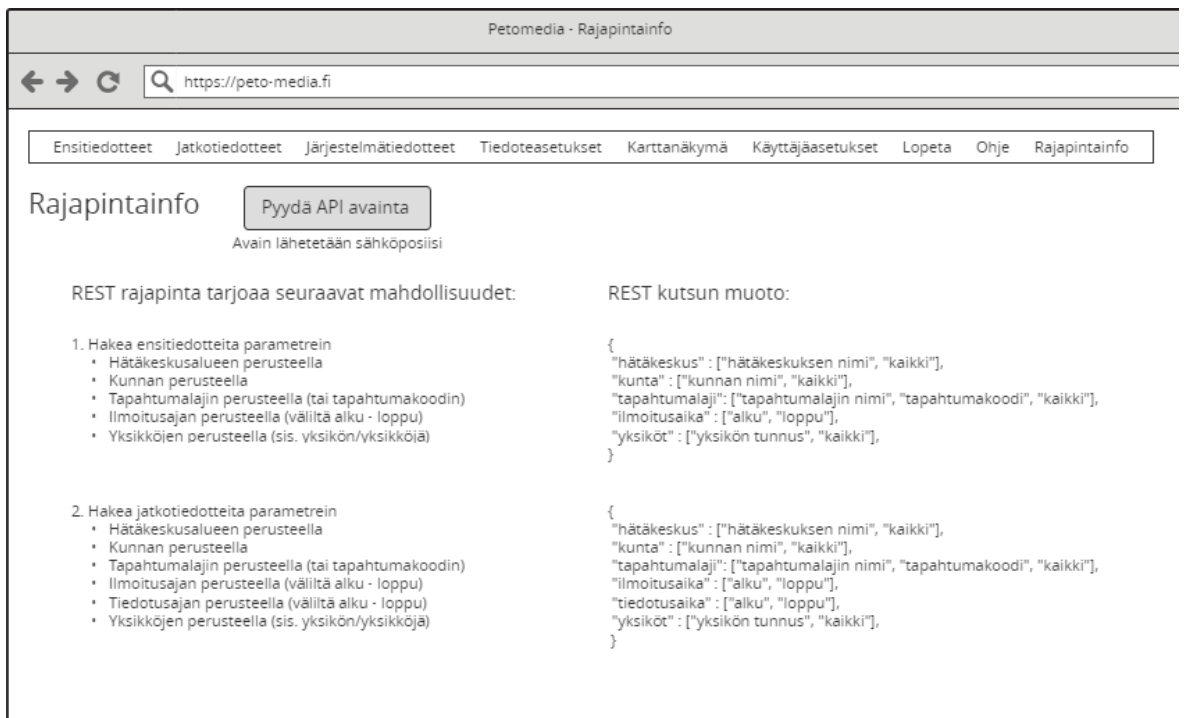 Petomedia - Rajapintainfo
https://peto-media.fi
Ensitiedotteet Jatkotiedotteet Järjestelmätiedotteet Tiedoteasetukset Karttanäkymä Käyttäjäasetukset Lopeta Ohje Rajapintainfo
Rajapintainfo
Pyydä API avainta
Avain lähetetään sähköposiisi
REST rajapinta tarjoaa seuraavat mahdollisuudet:
1. Hakea ensitiedotteita parametrein
• Hätäkeskusalueen perusteella
• Kunnan perusteella
• Tapahtumalajin perusteella (tai tapahtumakoodin)
• Ilmoitusajan perusteella (väliltä alku - loppu)
• Yksikköjen perusteella (sis. yksikön/yksikköjä)
2. Hakea jatkotiedotteita parametrein
• Hätäkeskusalueen perusteella
• Kunnan perusteella
• Tapahtumalajin perusteella (tai tapahtumakoodin)
• Ilmoitusajan perusteella (väliltä alku - loppu)
• Tiedotusajan perusteella (väliltä alku - loppu)
• Yksikköjen perusteella (sis. yksikön/yksikköjä)
REST kutsun muoto:
{
"hätäkeskus" : ["hätäkeskuksen nimi", "kaikki"],
"kunta" : ["kunnan nimi", "kaikki"],
"tapahtumalaji": ["tapahtumalajin nimi", "tapahtumakoodi", "kaikki"],
"ilmoitusaika" : ["alku", "loppu"],
"yksiköt" : ["yksikön tunnus", "kaikki"],
}
{
"hätäkeskus" : ["hätäkeskuksen nimi", "kaikki"],
"kunta" : ["kunnan nimi", "kaikki"],
"tapahtumalaji": ["tapahtumalajin nimi", "tapahtumakoodi", "kaikki"],
"ilmoitusaika" : ["alku", "loppu"],
"tiedotusaika" : ["alku", "loppu"],
"yksiköt" : ["yksikön tunnus", "kaikki"],
}